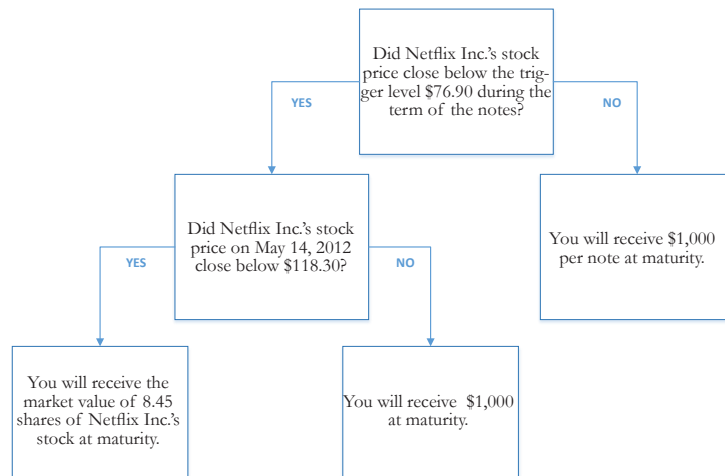 Did Netflix Inc.'s stock
price close below the trig-
ger level $76.90 during the
term of the notes?
YES
NO
Did Netflix Inc.'s stock
price on May 14, 2012
close below $118.30?
You will receive $1,000
per note at maturity.
YES
NO
You will receive the
market value of 8.45
shares of Netflix Inc.'s
stock at maturity.
You will receive $1,000
at maturity.